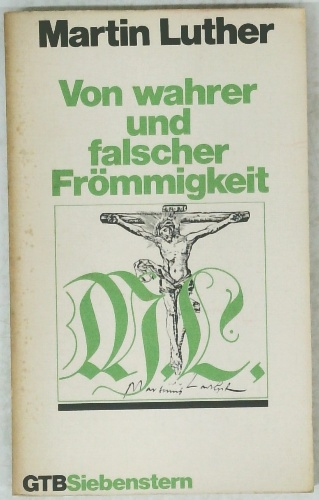 Martin Luther
Von wahrer
und
falscher
Frömmigkeit
M.L.
GTBSiebenstern